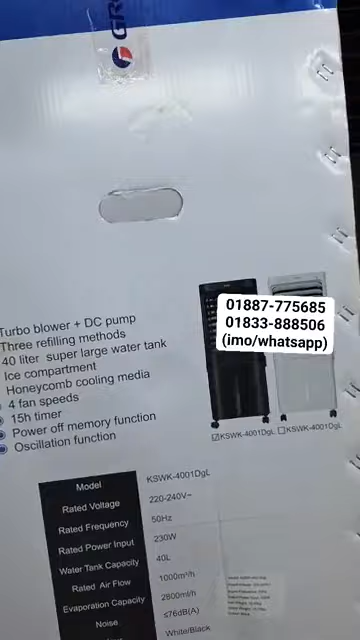 GR
01887-775685
01833-888506
(imo/whatsapp)
Turbo blower + DC pump
Three refilling methods
40 liter super large water tank
Ice compartment
Honeycomb cooling media
4 fan speeds
15h timer
Power off memory function
Oscillation function
☑KSWK-4001DgL ☐KSWK-4001DgL
Model KSWK-4001DgL
Rated Voltage 220-240V~
Rated Frequency 50Hz
Rated Power Input 230W
Water Tank Capacity 40L
Rated Air Flow 1000m³/h
Evaporation Capacity 2800ml/h
Noise ≤76dB(A)
White/Black